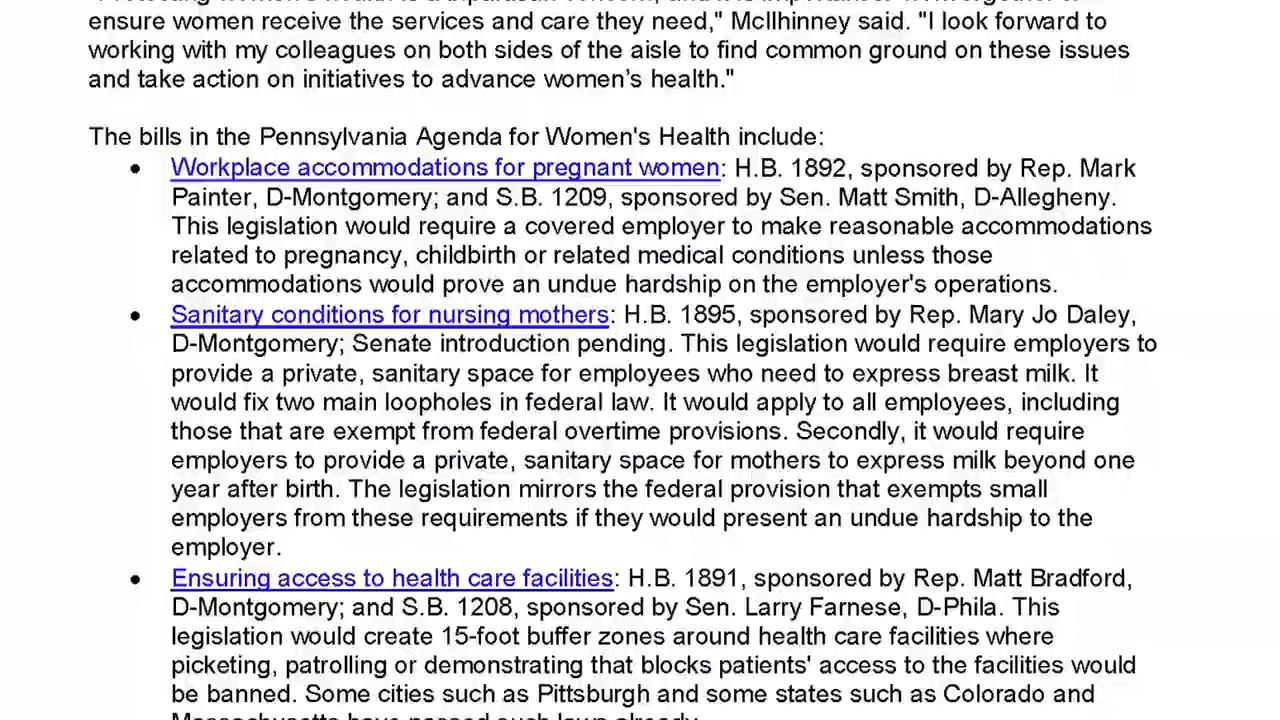 ensure women receive the services and care they need," McIlhinney said. "I look forward to
working with my colleagues on both sides of the aisle to find common ground on these issues
and take action on initiatives to advance women's health."
The bills in the Pennsylvania Agenda for Women's Health include:
• Workplace accommodations for pregnant women: H.B. 1892, sponsored by Rep. Mark
Painter, D-Montgomery; and S.B. 1209, sponsored by Sen. Matt Smith, D-Allegheny.
This legislation would require a covered employer to make reasonable accommodations
related to pregnancy, childbirth or related medical conditions unless those
accommodations would prove an undue hardship on the employer's operations.
• Sanitary conditions for nursing mothers: H.B. 1895, sponsored by Rep. Mary Jo Daley,
D-Montgomery; Senate introduction pending. This legislation would require employers to
provide a private, sanitary space for employees who need to express breast milk. It
would fix two main loopholes in federal law. It would apply to all employees, including
those that are exempt from federal overtime provisions. Secondly, it would require
employers to provide a private, sanitary space for mothers to express milk beyond one
year after birth. The legislation mirrors the federal provision that exempts small
employers from these requirements if they would present an undue hardship to the
employer.
• Ensuring access to health care facilities: H.B. 1891, sponsored by Rep. Matt Bradford,
D-Montgomery; and S.B. 1208, sponsored by Sen. Larry Farnese, D-Phila. This
legislation would create 15-foot buffer zones around health care facilities where
picketing, patrolling or demonstrating that blocks patients' access to the facilities would
be banned. Some cities such as Pittsburgh and some states such as Colorado and
Massachusetts have passed such laws already.